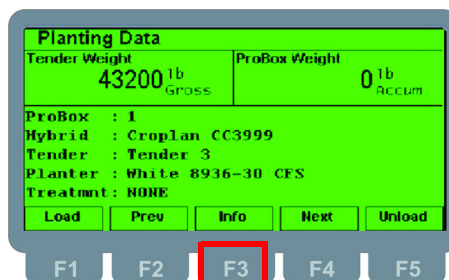 Planting Data
Tender Weight ProBox Weight
43200 lb Gross 0 lb Accum
ProBox : 1
Hybrid : Croplan CC3999
Tender : Tender 3
Planter : White 8936-30 CFS
Treatmnt: NONE
Load Prev Info Next Unload
F1 F2 F3 F4 F5